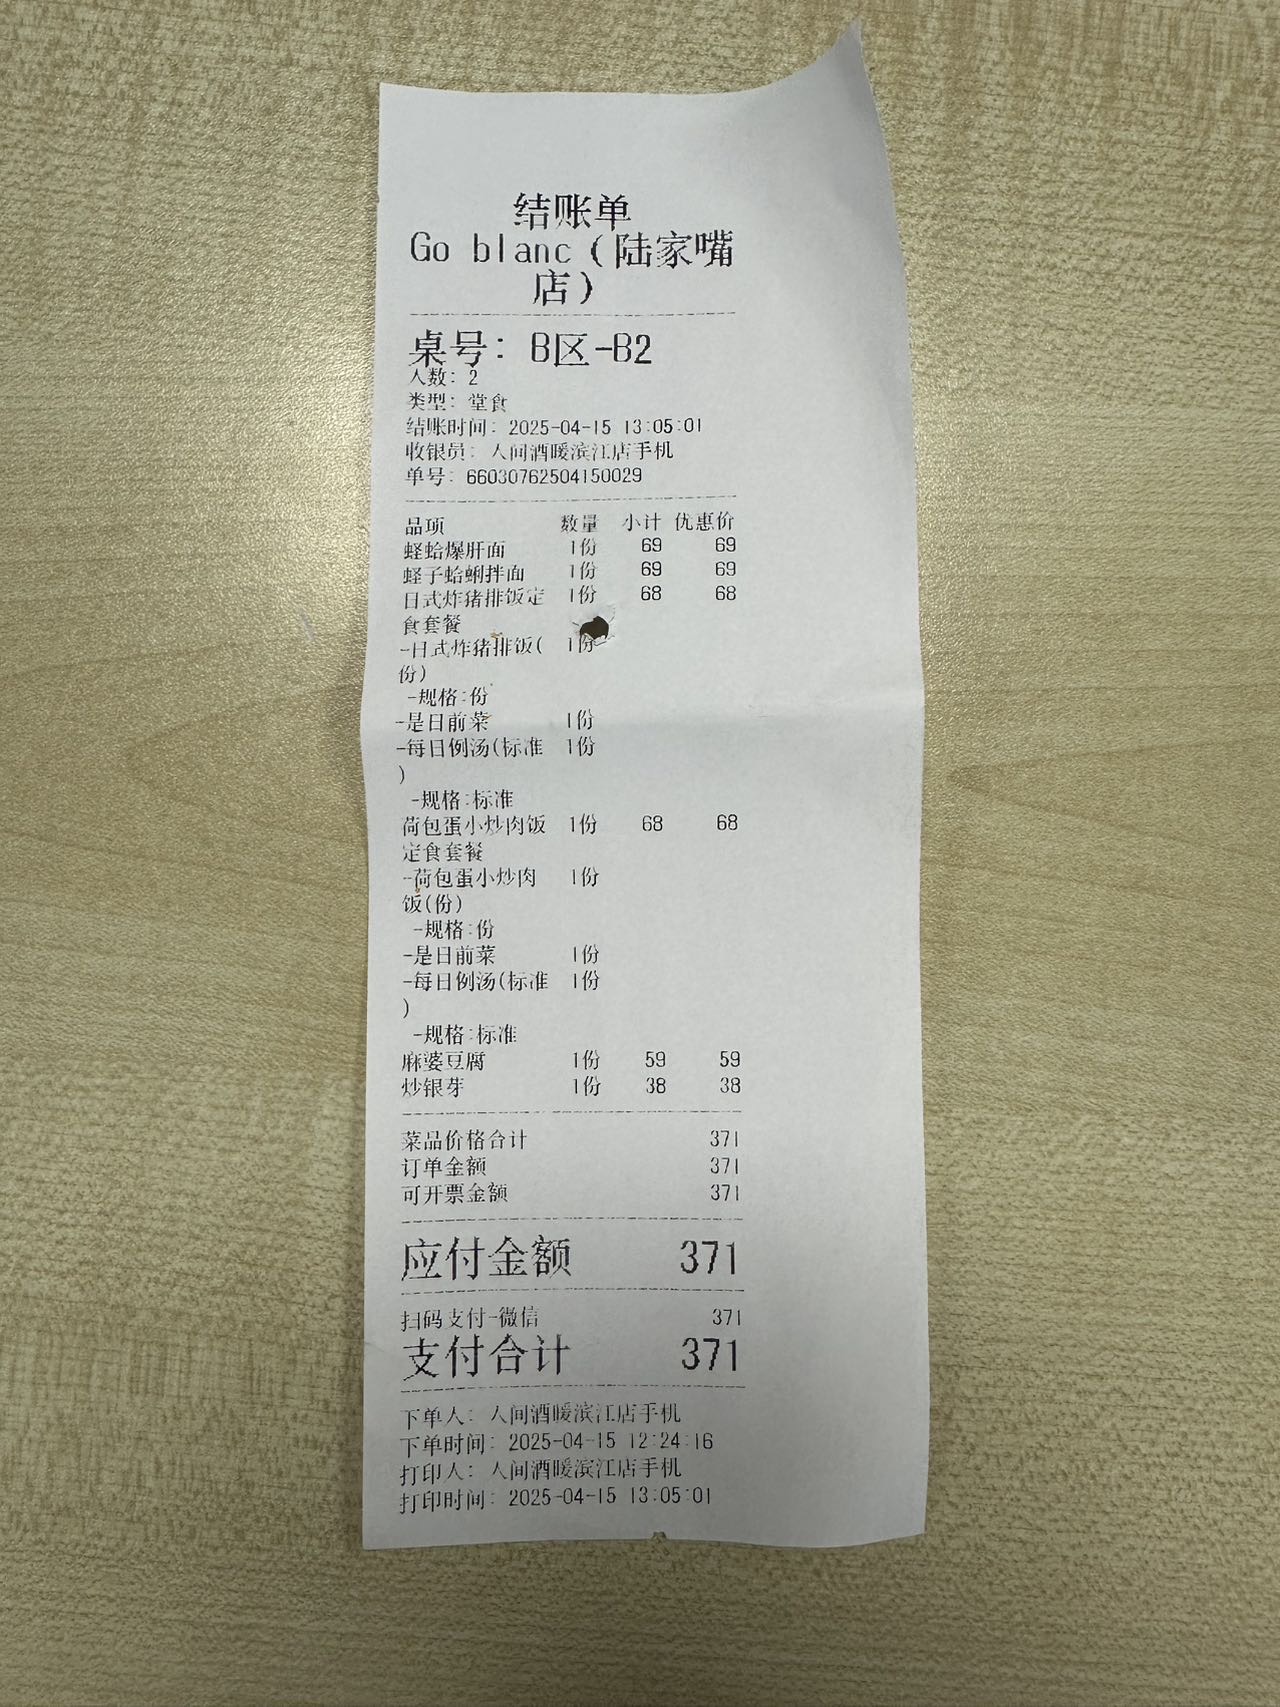 结账单
Go blanc(陆家嘴
店)
桌号: B区-B2
人数: 2
类型: 堂食
结账时间: 2025-04-15 13:05:01
收银员: 人间酒暖滨江店手机
单号: 66030762504150029
品项 数量 小计 优惠价
蛏蛤爆肝面 1份 69 69
蛏子蛤蜊拌面 1份 69 69
日式炸猪排饭定 1份 68 68
食套餐
-日式炸猪排饭( 1份
份)
-规格:份
-是日前菜 1份
-每日例汤(标准 1份
)
-规格:标准
荷包蛋小炒肉饭 1份 68 68
定食套餐
-荷包蛋小炒肉 1份
饭(份)
-规格:份
-是日前菜 1份
-每日例汤(标准 1份
)
-规格:标准
麻婆豆腐 1份 59 59
炒银芽 1份 38 38
菜品价格合计 371
订单金额 371
可开票金额 371
应付金额 371
扫码支付-微信 371
支付合计 371
下单人: 人间酒暖滨江店手机
下单时间: 2025-04-15 12:24:16
打印人: 人间酒暖滨江店手机
打印时间: 2025-04-15 13:05:01